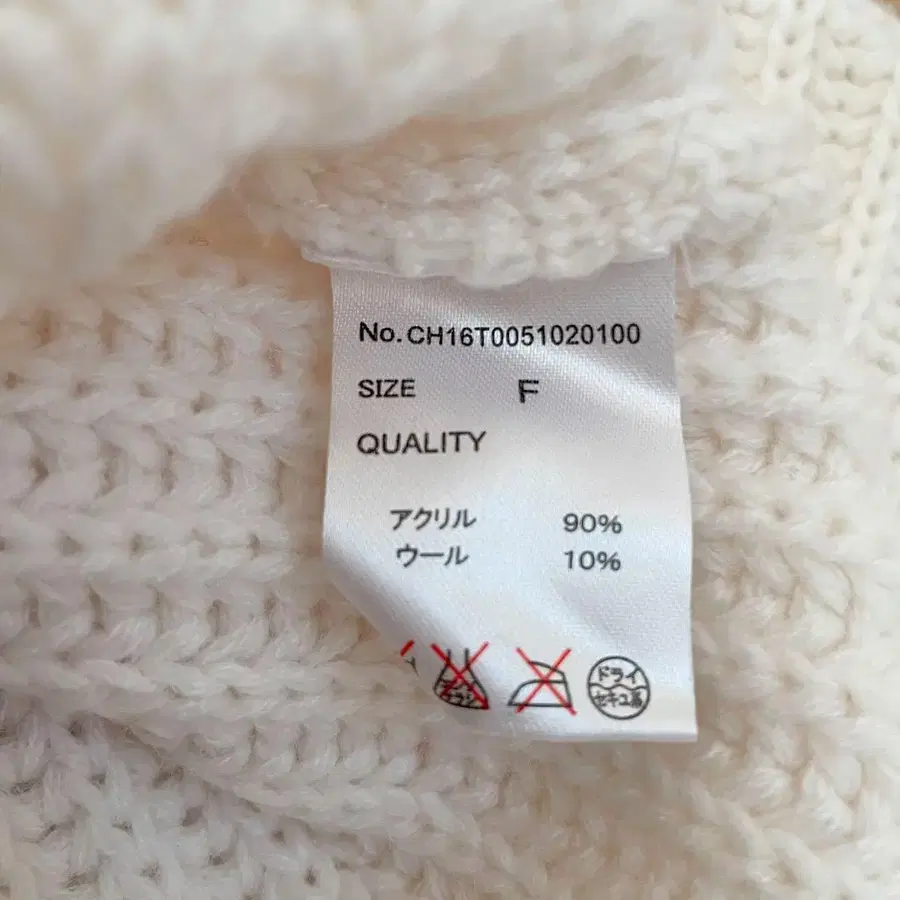 No. CH16T0051020100
SIZE F
QUALITY
アクリル 90%
ウール 10%
ドライ
セキユ系